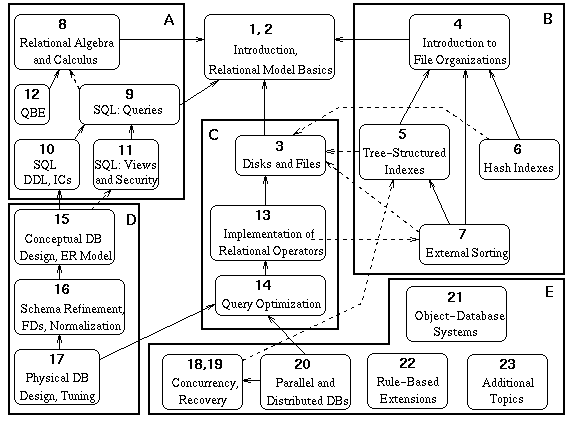 A
8
Relational Algebra
and Calculus
12
QBE
9
SQL: Queries
10
SQL
DDL, ICs
11
SQL: Views
and Security
1, 2
Introduction,
Relational Model Basics
B
4
Introduction to
File Organizations
5
Tree-Structured
Indexes
6
Hash Indexes
7
External Sorting
C
3
Disks and Files
13
Implementation of
Relational Operators
14
Query Optimization
D
15
Conceptual DB
Design, ER Model
16
Schema Refinement,
FDs, Normalization
17
Physical DB
Design, Tuning
E
21
Object-Database
Systems
18,19
Concurrency,
Recovery
20
Parallel and
Distributed DBs
22
Rule-Based
Extensions
23
Additional
Topics